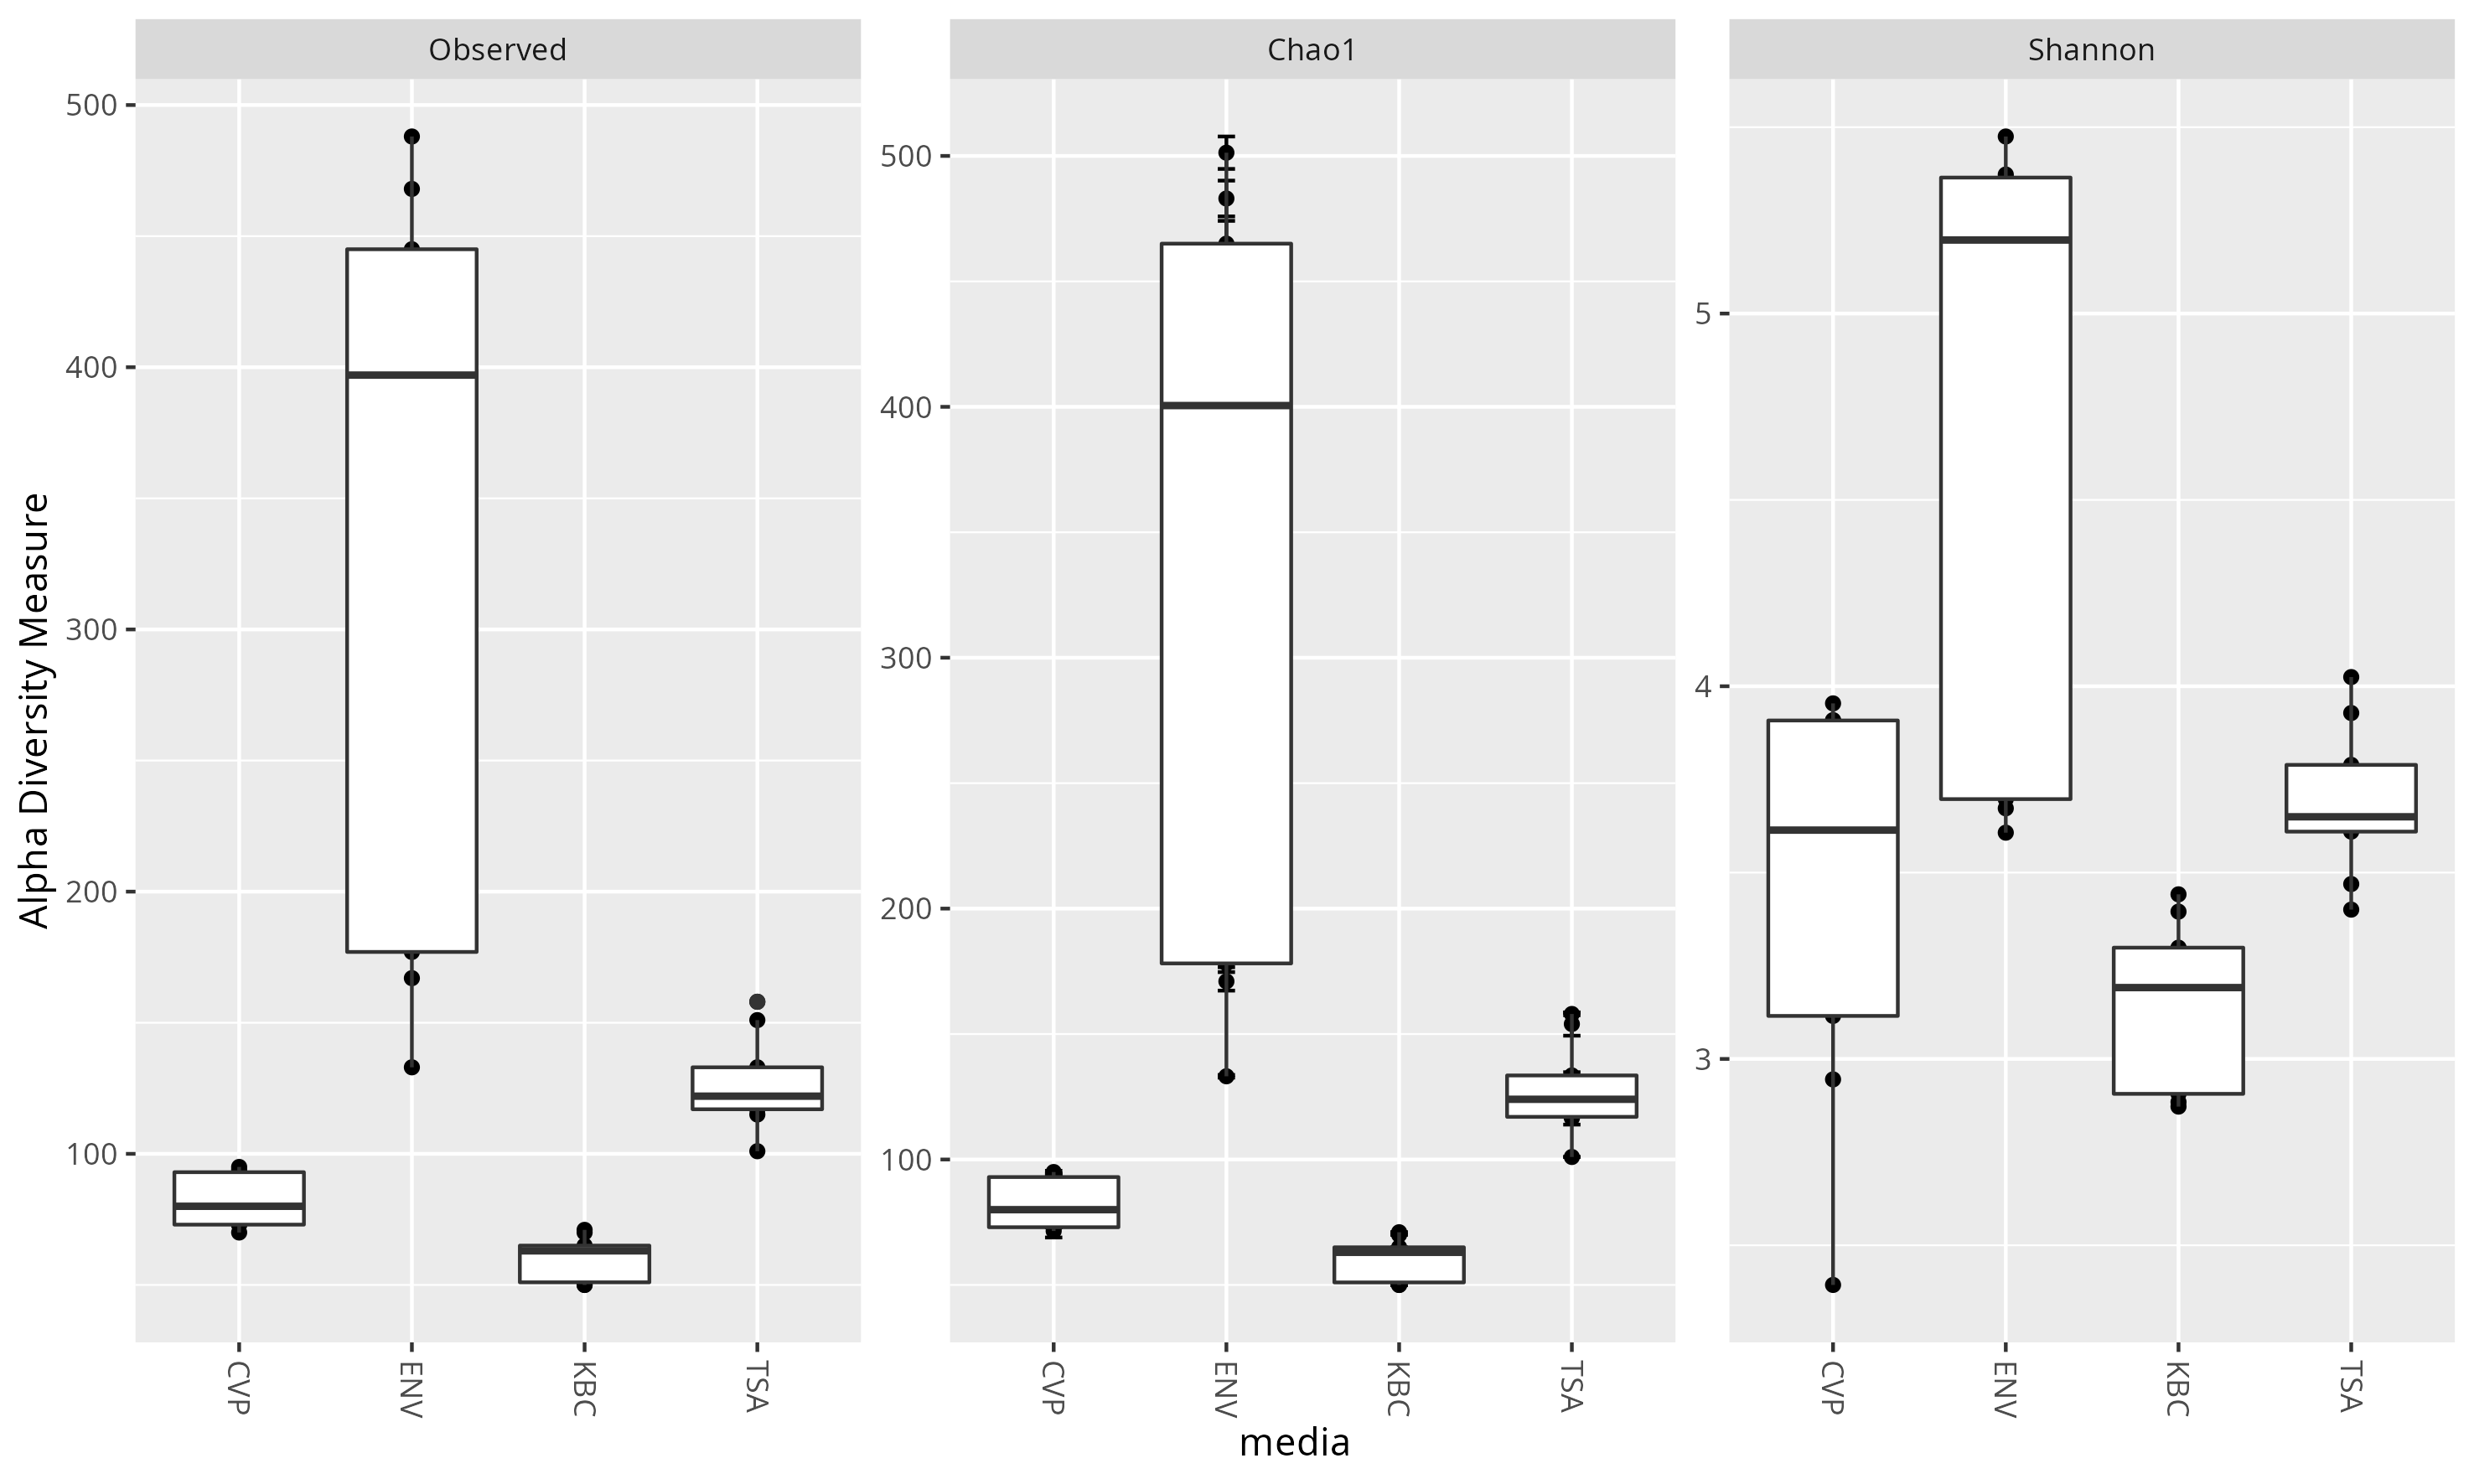 Observed
Chao1
Shannon
Alpha Diversity Measure
500
400
300
200
100
500
400
300
200
100
5
4
3
CVP
ENV
KBC
TSA
CVP
ENV
KBC
TSA
CVP
ENV
KBC
TSA
media